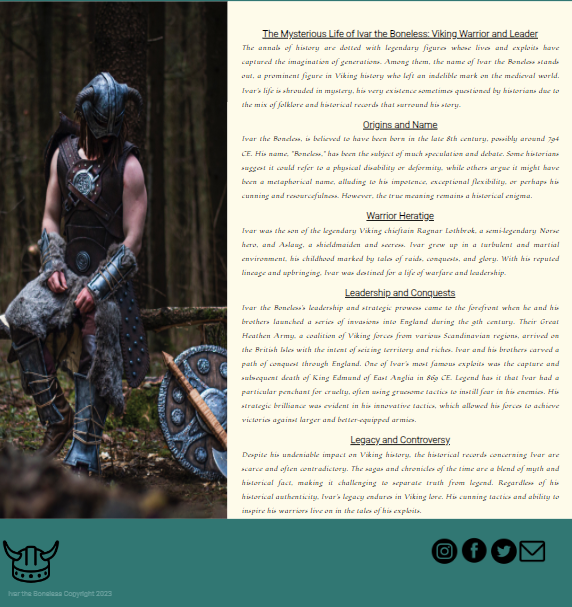 The Mysterious Life of Ivar the Boneless: Viking Warrior and Leader
The annals of history are dotted with legendary figures whose lives and exploits have
captured the imagination of generations. Among them, the name of Ivar the Boneless stands
out, a prominent figure in Viking history who left an indelible mark on the medieval world.
Ivar's life is shrouded in mystery, his very existence sometimes questioned by historians due to
the mix of folklore and historical records that surround his story.
Origins and Name
Ivar the Boneless, is believed to have been born in the late 8th century, possibly around 794
CE. His name, "Boneless," has been the subject of much speculation and debate. Some historians
suggest it could refer to a physical disability or deformity, while others argue it might have
been a metaphorical name, alluding to his impotence, exceptional flexibility, or perhaps his
cunning and resourcefulness. However, the true meaning remains a historical enigma.
Warrior Heratige
Ivar was the son of the legendary Viking chieftain Ragnar Lothbrok, a semi-legendary Norse
hero, and Aslaug, a shieldmaiden and seeress. Ivar grew up in a turbulent and martial
environment, his childhood marked by tales of raids, conquests, and glory. With his reputed
lineage and upbringing, Ivar was destined for a life of warfare and leadership.
Leadership and Conquests
Ivar the Boneless's leadership and strategic prowess came to the forefront when he and his
brothers launched a series of invasions into England during the 9th century. Their Great
Heathen Army, a coalition of Viking forces from various Scandinavian regions, arrived on
the British Isles with the intent of seizing territory and riches. Ivar and his brothers carved a
path of conquest through England. One of Ivar's most famous exploits was the capture and
subsequent death of King Edmund of East Anglia in 869 CE. Legend has it that Ivar had a
particular penchant for cruelty, often using gruesome tactics to instill fear in his enemies. His
strategic brilliance was evident in his innovative tactics, which allowed his forces to achieve
victories against larger and better-equipped armies.
Legacy and Controversy
Despite his undeniable impact on Viking history, the historical records concerning Ivar are
scarce and often contradictory. The sagas and chronicles of the time are a blend of myth and
historical fact, making it challenging to separate truth from legend. Regardless of his
historical authenticity, Ivar's legacy endures in Viking lore. His cunning tactics and ability to
inspire his warriors live on in the tales of his exploits.
Ivar the Boneless Copyright 2023